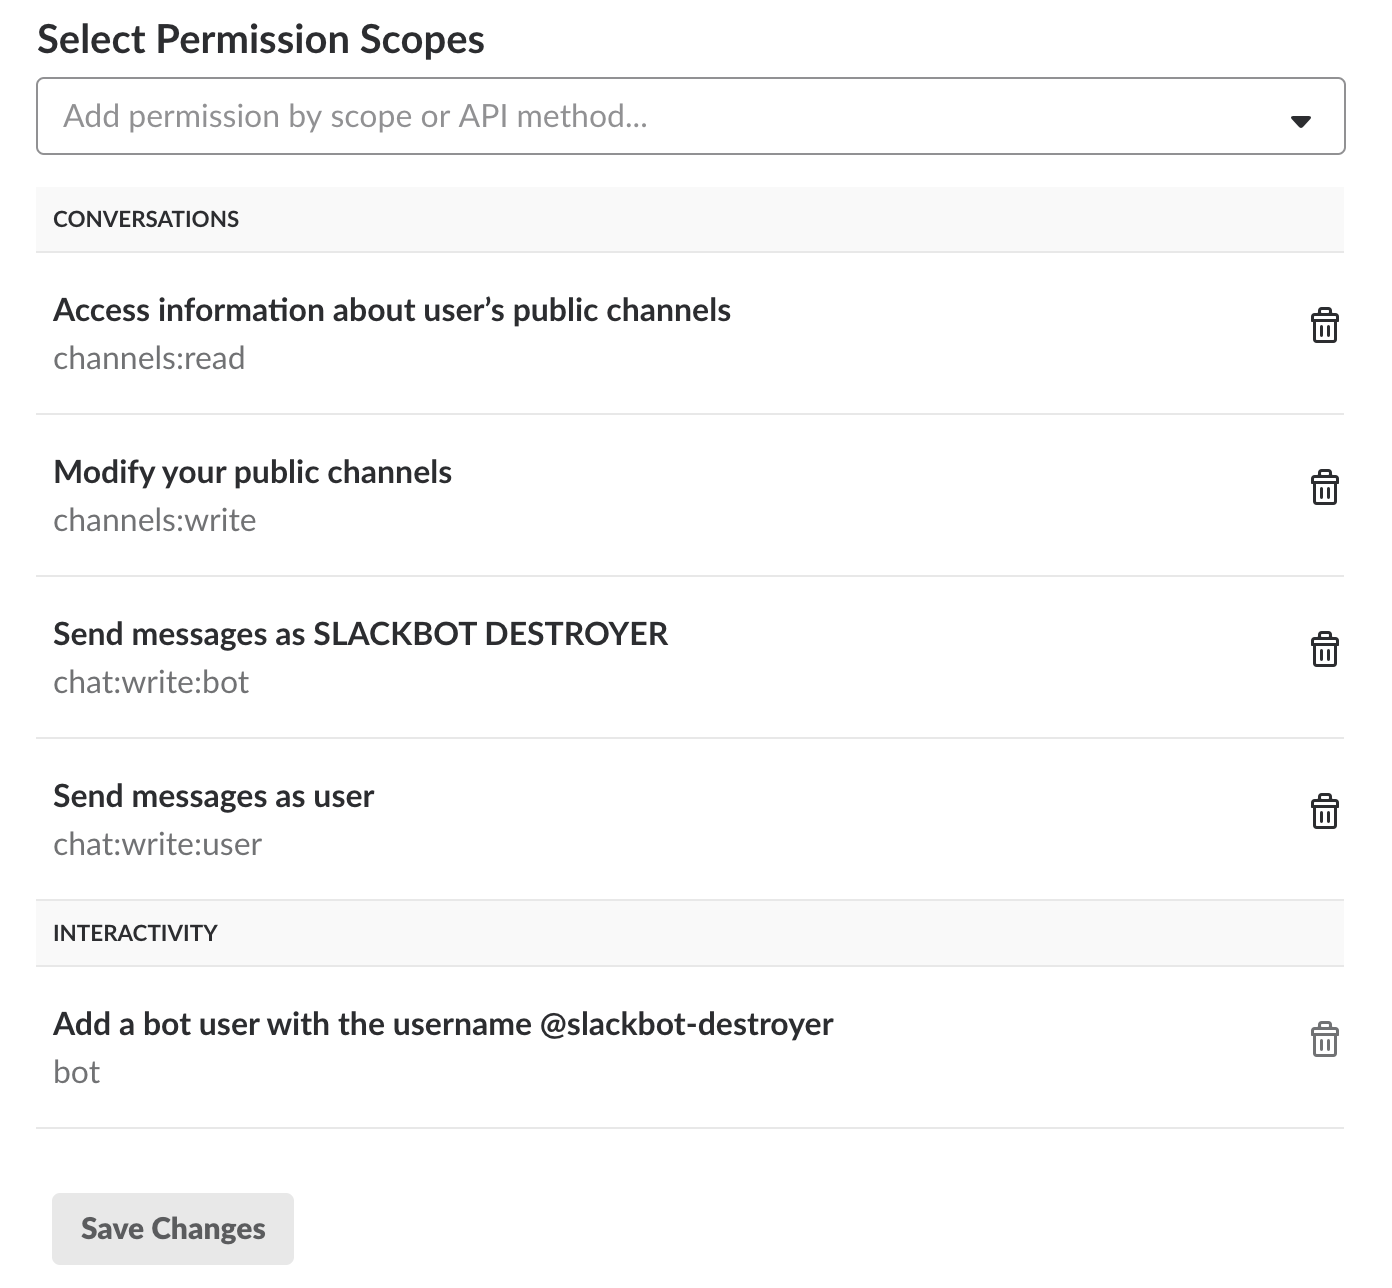 Select Permission Scopes
Add permission by scope or API method...
CONVERSATIONS
Access information about user’s public channels
channels:read
Modify your public channels
channels:write
Send messages as SLACKBOT DESTROYER
chat:write:bot
Send messages as user
chat:write:user
INTERACTIVITY
Add a bot user with the username @slackbot-destroyer
bot
Save Changes